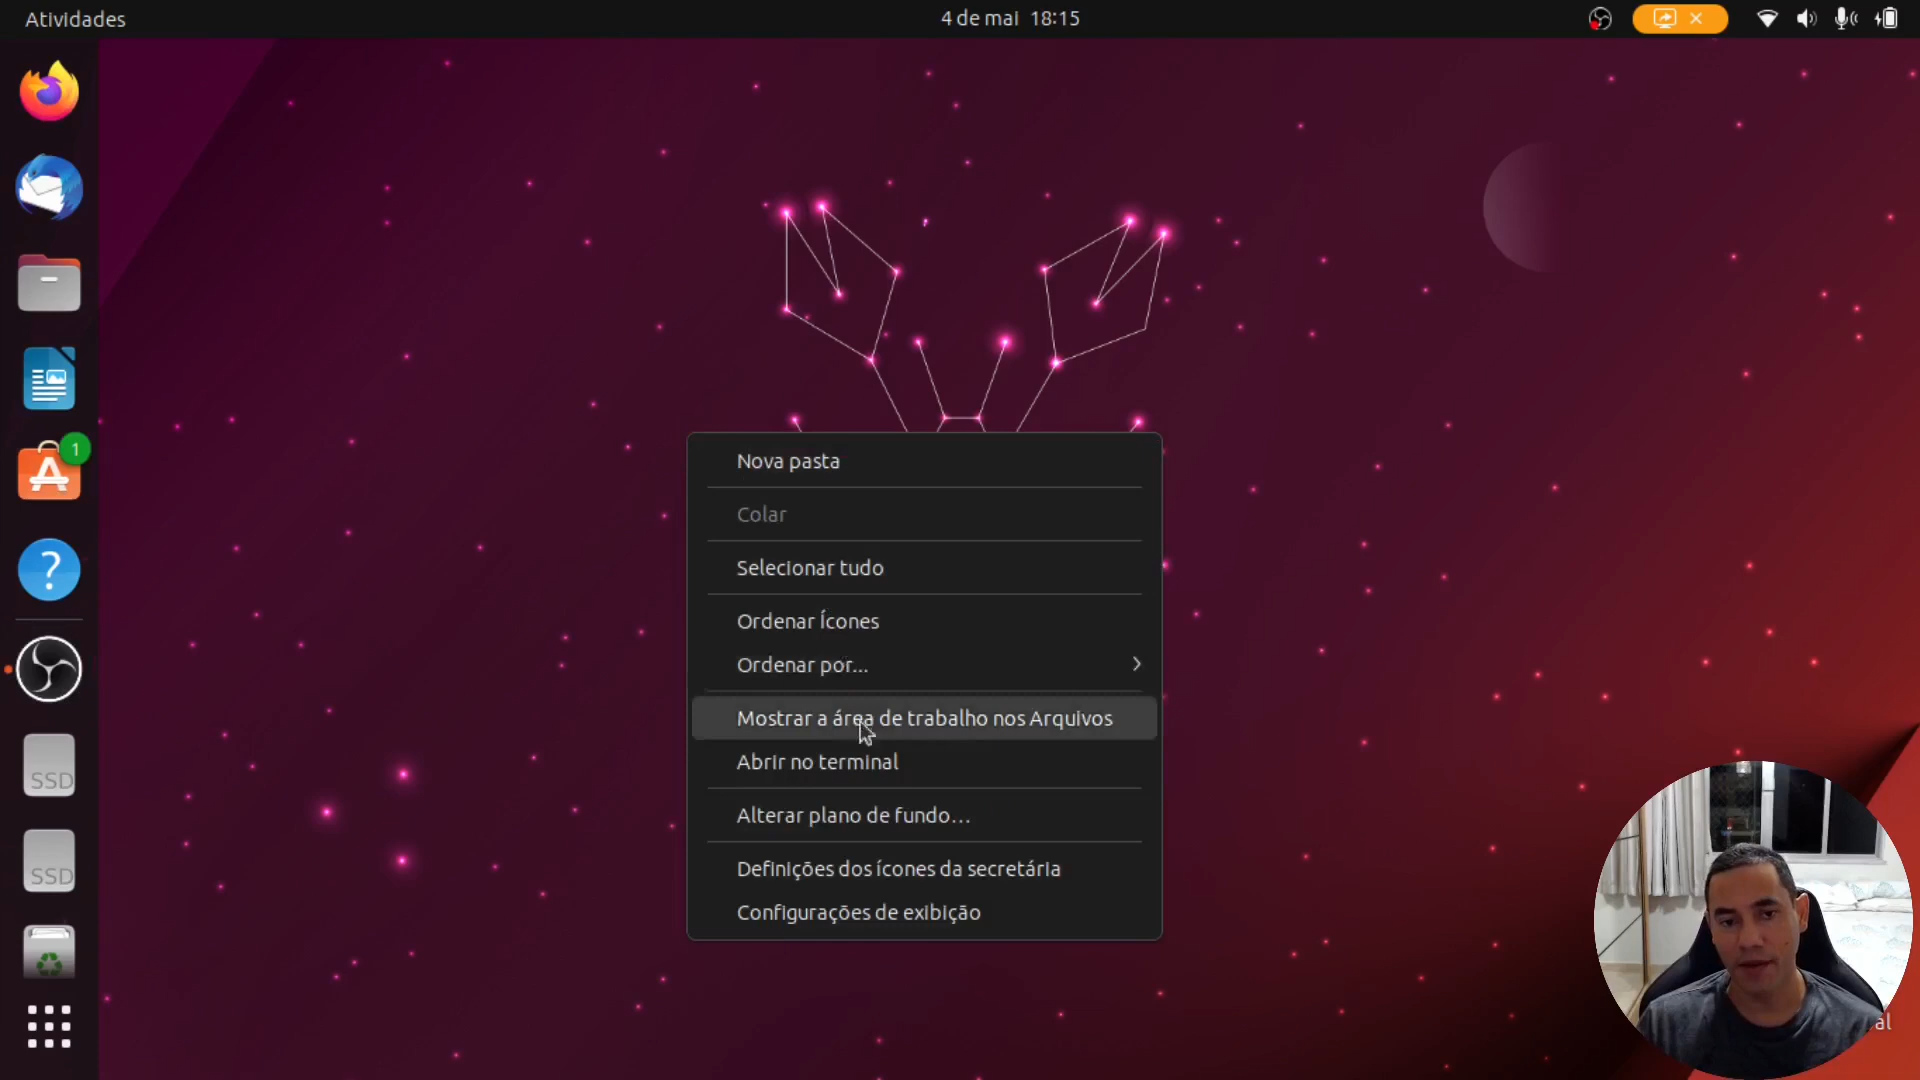 Atividades
4 de mai 18:15
1
Nova pasta
Colar
Selecionar tudo
Ordenar Ícones
Ordenar por...
Mostrar a área de trabalho nos Arquivos
Abrir no terminal
Alterar plano de fundo...
Definições dos ícones da secretária
Configurações de exibição
SSD
SSD
al